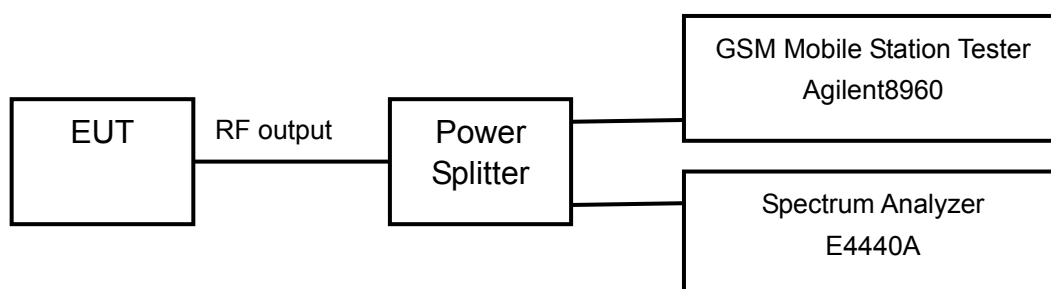 EUT
RF output
Power
Splitter
GSM Mobile Station Tester
Agilent8960
Spectrum Analyzer
E4440A